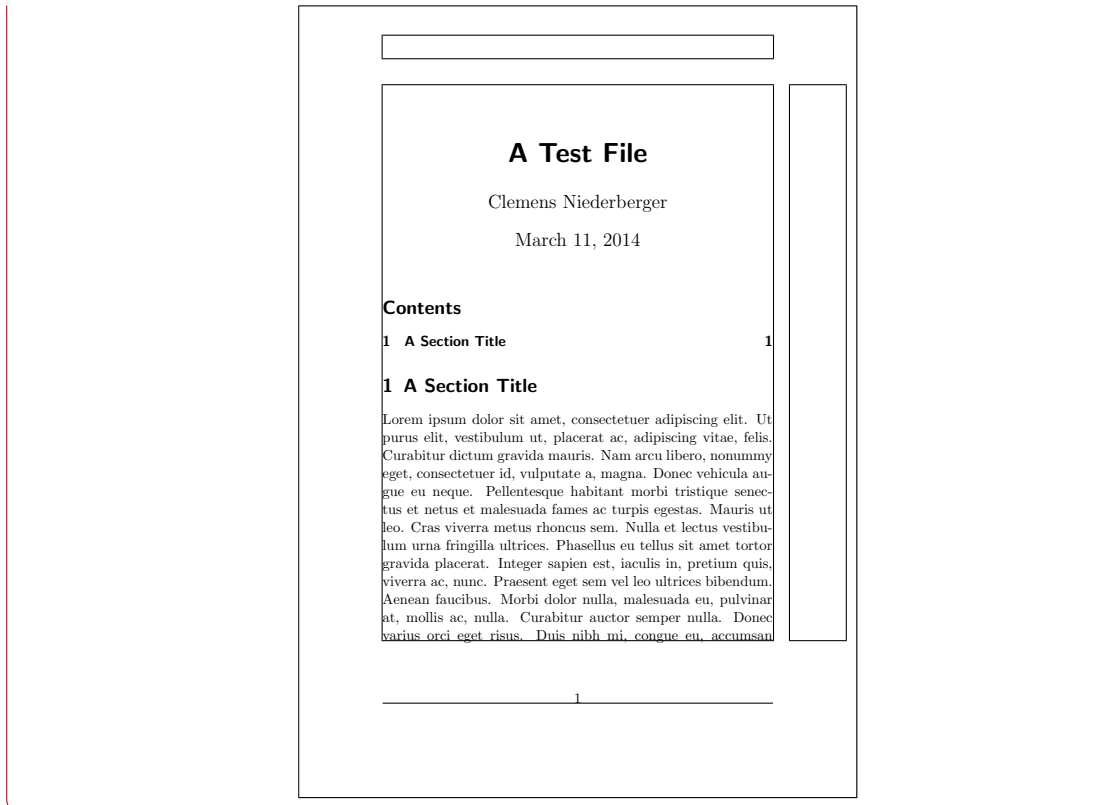 A Test File
Clemens Niederberger
March 11, 2014
Contents
1 A Section Title 1
1 A Section Title
Lorem ipsum dolor sit amet, consectetuer adipiscing elit. Ut
purus elit, vestibulum ut, placerat ac, adipiscing vitae, felis.
Curabitur dictum gravida mauris. Nam arcu libero, nonummy
eget, consectetuer id, vulputate a, magna. Donec vehicula au-
gue eu neque. Pellentesque habitant morbi tristique senec-
tus et netus et malesuada fames ac turpis egestas. Mauris ut
leo. Cras viverra metus rhoncus sem. Nulla et lectus vestibu-
lum urna fringilla ultrices. Phasellus eu tellus sit amet tortor
gravida placerat. Integer sapien est, iaculis in, pretium quis,
viverra ac, nunc. Praesent eget sem vel leo ultrices bibendum.
Aenean faucibus. Morbi dolor nulla, malesuada eu, pulvinar
at, mollis ac, nulla. Curabitur auctor semper nulla. Donec
varius orci eget risus. Duis nibh mi, congue eu, accumsan
1